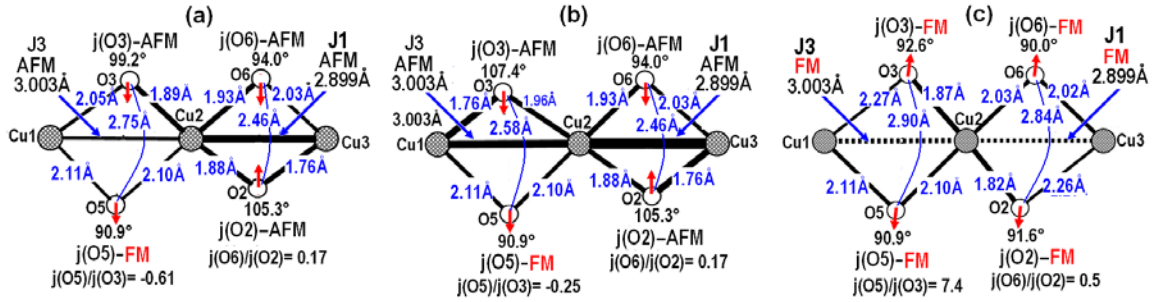 (a)
j(O3)-AFM
99.2°
j(O6)-AFM
94.0°
J3
AFM
3.003Å
J1
AFM
2.899Å
O3
O6
2.05Å
1.89Å
1.93Å
2.03Å
2.75Å
Cu2
2.46Å
Cu1
Cu3
2.11Å
2.10Å
1.88Å
1.76Å
O5
O2
90.9°
105.3°
j(O5)-FM
j(O2)-AFM
j(O5)/j(O3)= -0.61
j(O6)/j(O2)= 0.17
(b)
j(O3)-AFM
107.4°
j(O6)-AFM
94.0°
J3
AFM
3.003Å
J1
AFM
2.899Å
O3
O6
1.76Å
1.96Å
1.93Å
2.03Å
3.003Å
2.58Å
Cu2
2.46Å
Cu1
Cu3
2.11Å
2.10Å
1.88Å
1.76Å
O5
O2
90.9°
105.3°
j(O5)-FM
j(O2)-AFM
j(O5)/j(O3)= -0.25
j(O6)/j(O2)= 0.17
(c)
j(O3)-FM
92.6°
j(O6)-FM
90.0°
J3
FM
3.003Å
J1
FM
2.899Å
O3
O6
2.27Å
1.87Å
2.03Å
2.02Å
2.90Å
Cu2
2.84Å
Cu1
Cu3
2.11Å
2.10Å
1.82Å
2.26Å
O5
O2
90.9°
91.6°
j(O5)-FM
j(O2)-FM
j(O5)/j(O3)= 7.4
j(O6)/j(O2)= 0.5